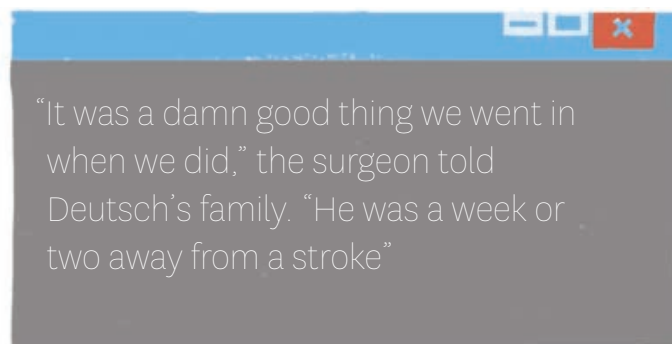 “It was a damn good thing we went in
when we did,” the surgeon told
Deutsch’s family. “He was a week or
two away from a stroke”